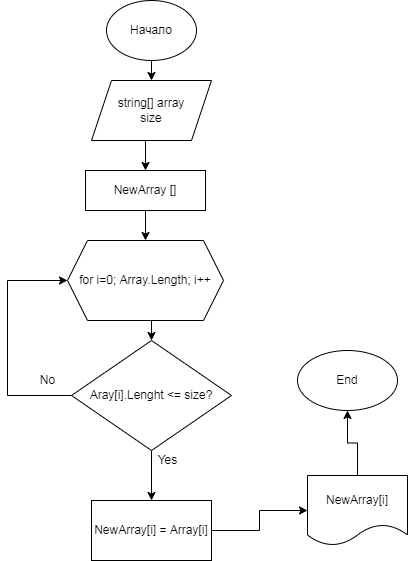 Начало
string[] array
size
NewArray []
for i=0; Array.Length; i++
No
Aray[i].Lenght <= size?
Yes
NewArray[i] = Array[i]
NewArray[i]
End